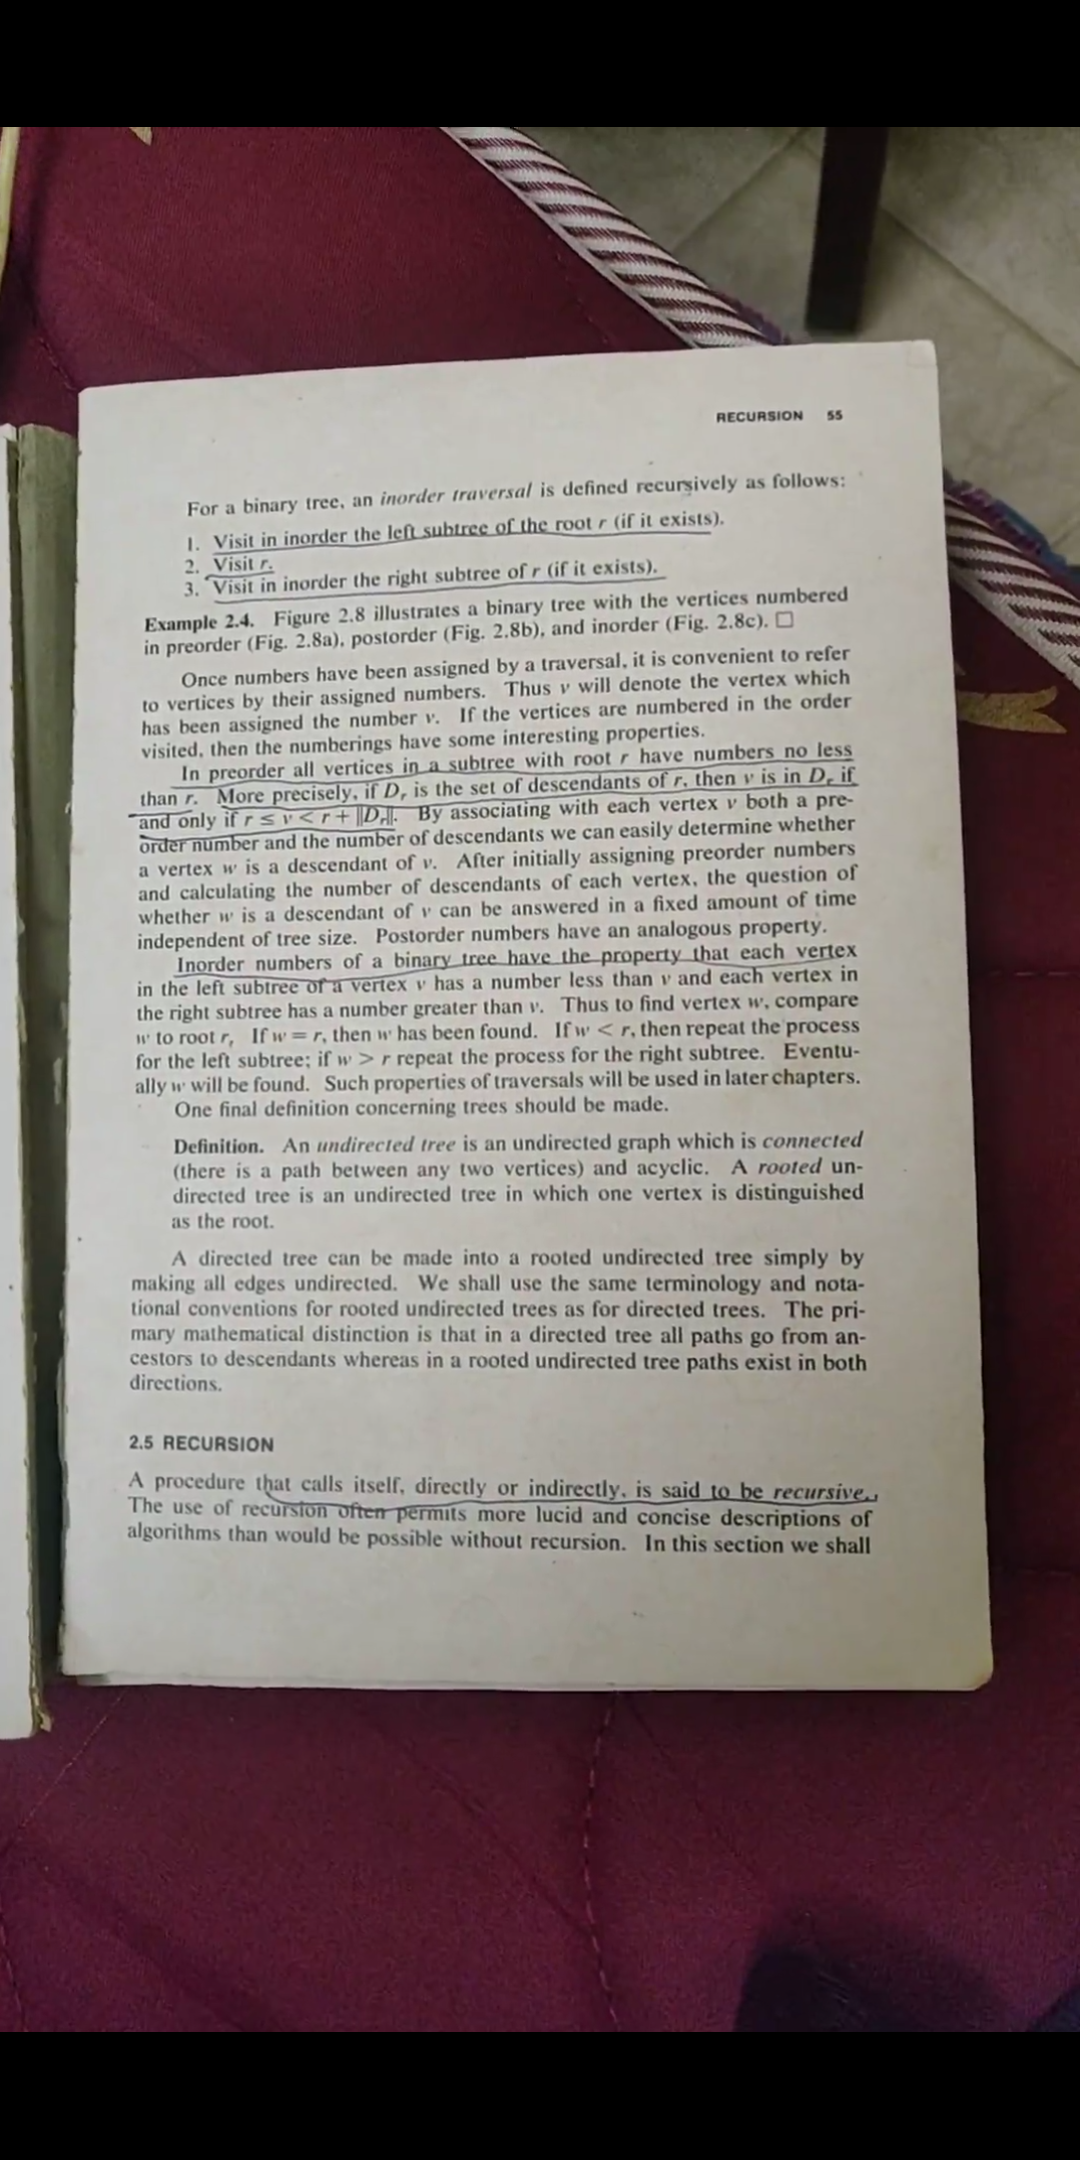 RECURSION 55
For a binary tree, an inorder traversal is defined recursively as follows:
1. Visit in inorder the left subtree of the root r (if it exists).
2. Visit r.
3. Visit in inorder the right subtree of r (if it exists).
Example 2.4. Figure 2.8 illustrates a binary tree with the vertices numbered
in preorder (Fig. 2.8a), postorder (Fig. 2.8b), and inorder (Fig. 2.8c). □
Once numbers have been assigned by a traversal, it is convenient to refer
to vertices by their assigned numbers. Thus v will denote the vertex which
has been assigned the number v. If the vertices are numbered in the order
visited, then the numberings have some interesting properties.
In preorder all vertices in a subtree with root r have numbers no less
than r. More precisely, if Dᵣ is the set of descendants of r, then v is in Dᵣ if
and only if r ≤ v < r + ‖Dᵣ‖. By associating with each vertex v both a pre-
order number and the number of descendants we can easily determine whether
a vertex w is a descendant of v. After initially assigning preorder numbers
and calculating the number of descendants of each vertex, the question of
whether w is a descendant of v can be answered in a fixed amount of time
independent of tree size. Postorder numbers have an analogous property.
Inorder numbers of a binary tree have the property that each vertex
in the left subtree of a vertex v has a number less than v and each vertex in
the right subtree has a number greater than v. Thus to find vertex w, compare
w to root r. If w = r, then w has been found. If w < r, then repeat the process
for the left subtree; if w > r repeat the process for the right subtree. Eventu-
ally w will be found. Such properties of traversals will be used in later chapters.
One final definition concerning trees should be made.
Definition. An undirected tree is an undirected graph which is connected
(there is a path between any two vertices) and acyclic. A rooted un-
directed tree is an undirected tree in which one vertex is distinguished
as the root.
A directed tree can be made into a rooted undirected tree simply by
making all edges undirected. We shall use the same terminology and nota-
tional conventions for rooted undirected trees as for directed trees. The pri-
mary mathematical distinction is that in a directed tree all paths go from an-
cestors to descendants whereas in a rooted undirected tree paths exist in both
directions.
2.5 RECURSION
A procedure that calls itself, directly or indirectly, is said to be recursive.
The use of recursion often permits more lucid and concise descriptions of
algorithms than would be possible without recursion. In this section we shall